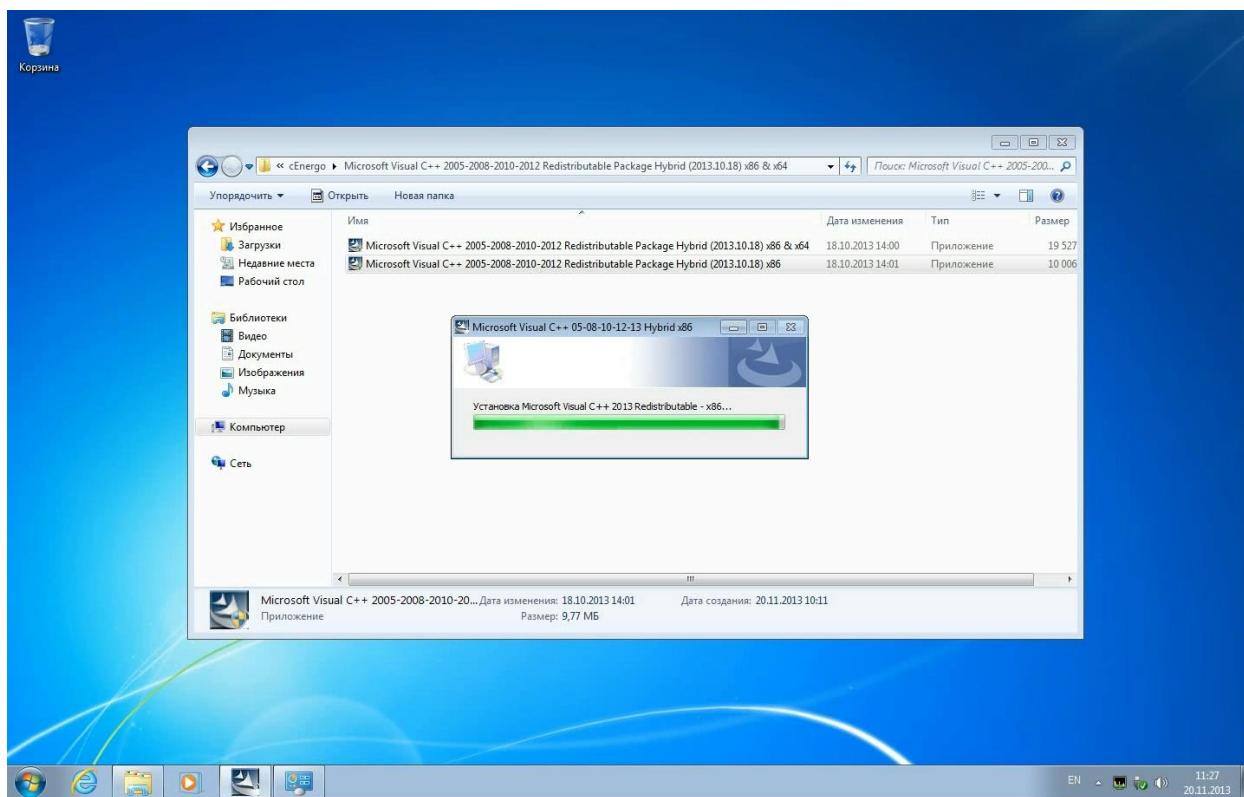 Корзина
« cEnergo ▸ Microsoft Visual C++ 2005-2008-2010-2012 Redistributable Package Hybrid (2013.10.18) x86 & x64
Поиск: Microsoft Visual C++ 2005-200...
Упорядочить Открыть Новая папка
Имя Дата изменения Тип Размер
Microsoft Visual C++ 2005-2008-2010-2012 Redistributable Package Hybrid (2013.10.18) x86 & x64 18.10.2013 14:00 Приложение 19 527
Microsoft Visual C++ 2005-2008-2010-2012 Redistributable Package Hybrid (2013.10.18) x86 18.10.2013 14:01 Приложение 10 006
Избранное
Загрузки
Недавние места
Рабочий стол
Библиотеки
Видео
Документы
Изображения
Музыка
Компьютер
Сеть
Microsoft Visual C++ 05-08-10-12-13 Hybrid x86
Установка Microsoft Visual C++ 2013 Redistributable - x86...
Microsoft Visual C++ 2005-2008-2010-20... Дата изменения: 18.10.2013 14:01 Дата создания: 20.11.2013 10:11
Приложение Размер: 9,77 МБ
EN
11:27
20.11.2013